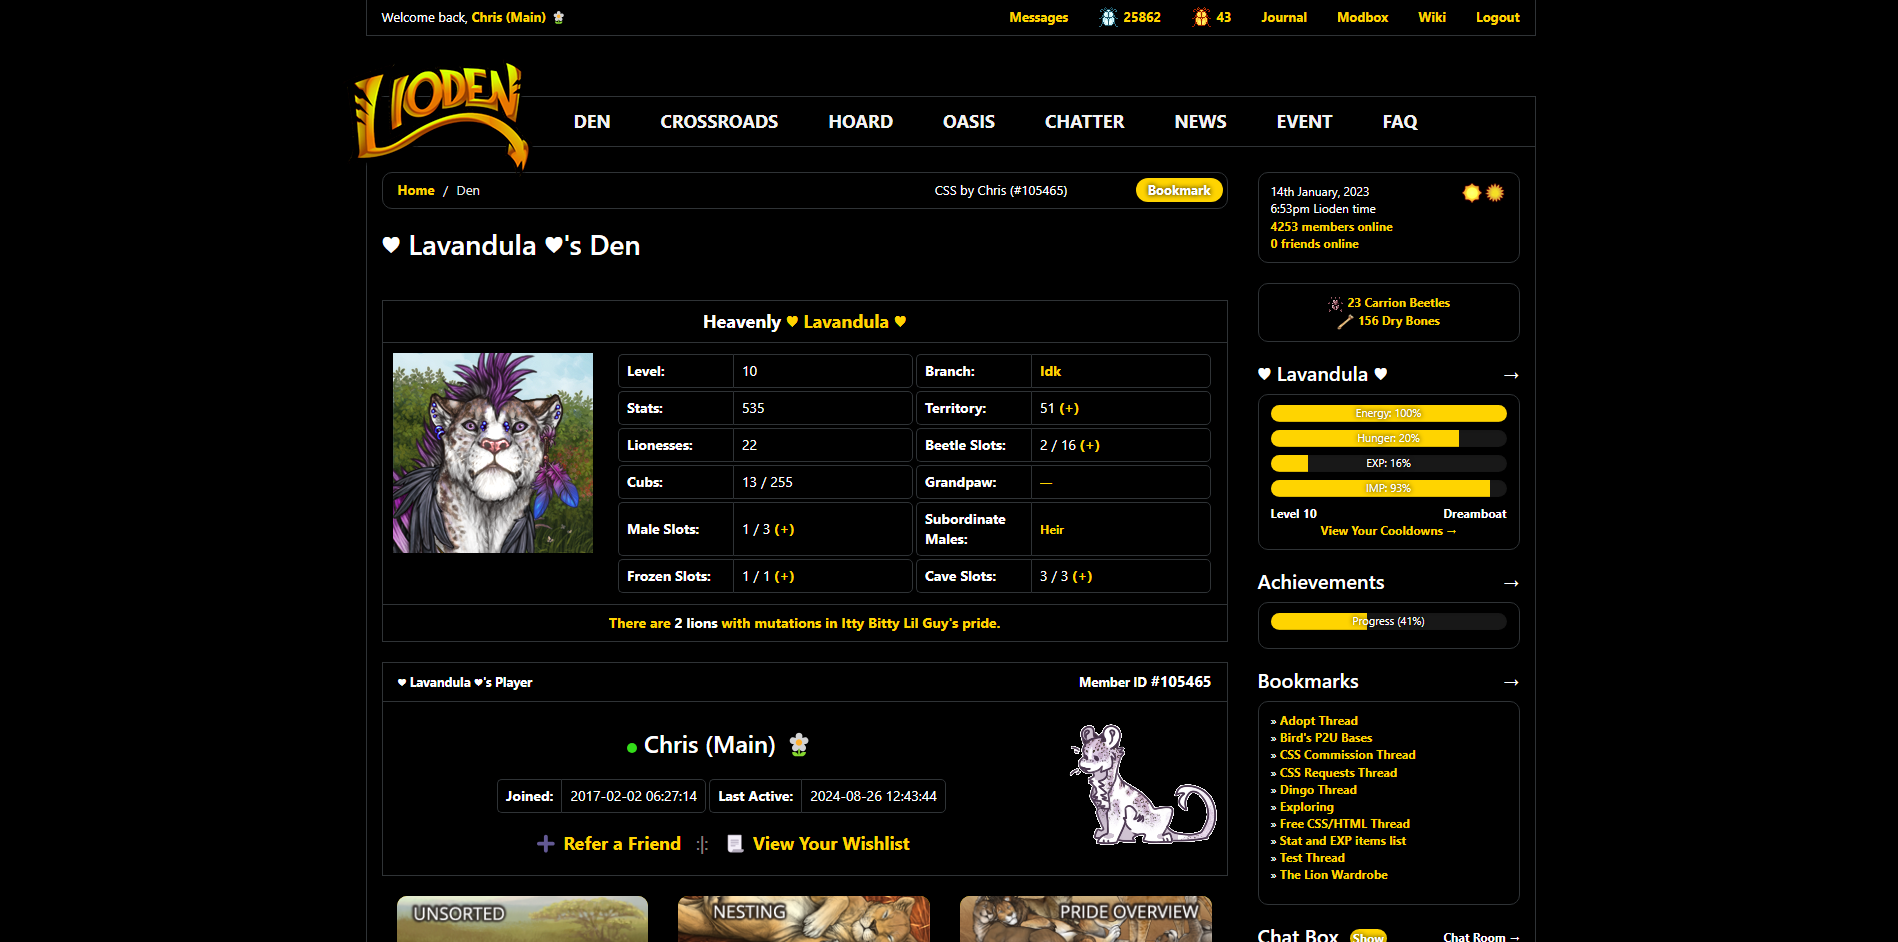 Welcome back, Chris (Main)
Messages 25862 43 Journal Modbox Wiki Logout
LIODEN
DEN CROSSROADS HOARD OASIS CHATTER NEWS EVENT FAQ
Home / Den CSS by Chris (#105465) Bookmark
♥ Lavandula ♥'s Den
Heavenly ♥ Lavandula ♥
Level: 10 Branch: Idk
Stats: 535 Territory: 51 (+)
Lionesses: 22 Beetle Slots: 2 / 16 (+)
Cubs: 13 / 255 Grandpaw: —
Male Slots: 1 / 3 (+) Subordinate Males: Heir
Frozen Slots: 1 / 1 (+) Cave Slots: 3 / 3 (+)
There are 2 lions with mutations in Itty Bitty Lil Guy's pride.
♥ Lavandula ♥'s Player Member ID #105465
Chris (Main)
Joined: 2017-02-02 06:27:14 Last Active: 2024-08-26 12:43:44
Refer a Friend :|: View Your Wishlist
UNSORTED NESTING PRIDE OVERVIEW
14th January, 2023
6:53pm Lioden time
4253 members online
0 friends online
23 Carrion Beetles
156 Dry Bones
♥ Lavandula ♥ →
Energy: 100%
Hunger: 20%
EXP: 16%
IMP: 93%
Level 10 Dreamboat
View Your Cooldowns →
Achievements →
Progress (41%)
Bookmarks →
» Adopt Thread
» Bird's P2U Bases
» CSS Commission Thread
» CSS Requests Thread
» Dingo Thread
» Exploring
» Free CSS/HTML Thread
» Stat and EXP items list
» Test Thread
» The Lion Wardrobe
Chat Box Show Chat Room →